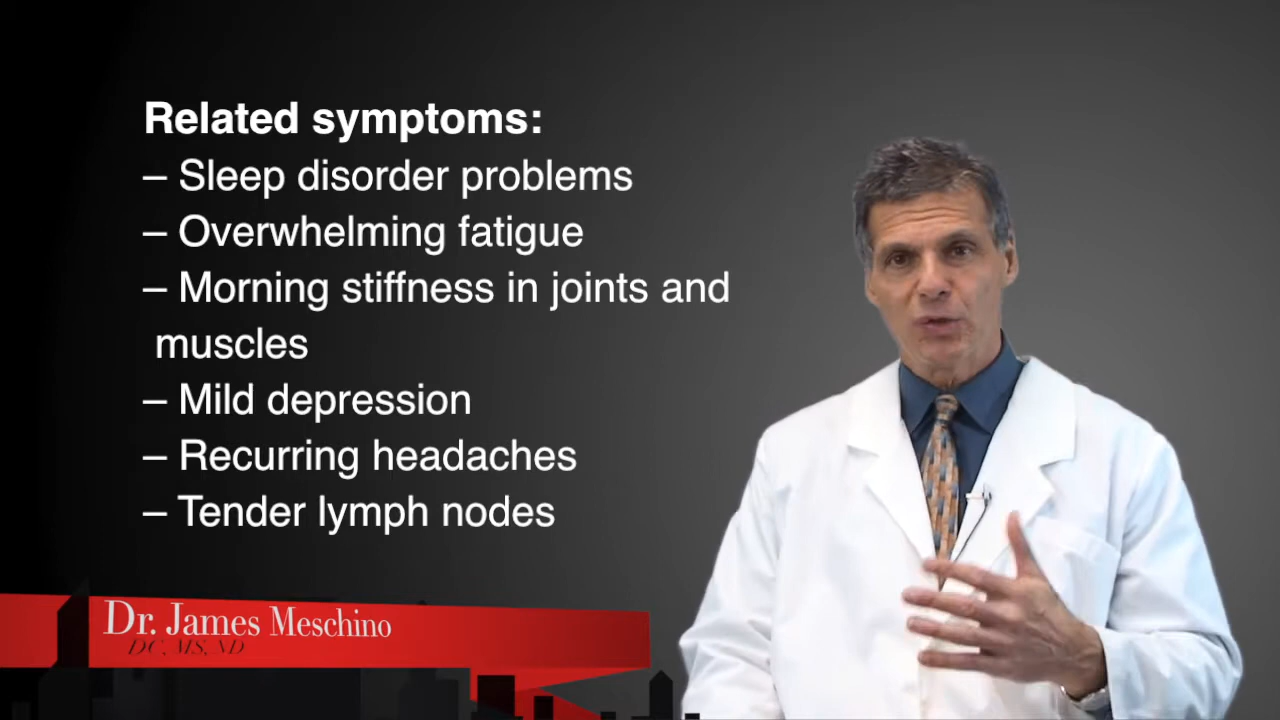 Related symptoms:
– Sleep disorder problems
– Overwhelming fatigue
– Morning stiffness in joints and
muscles
– Mild depression
– Recurring headaches
– Tender lymph nodes
Dr. James Meschino
DC, MS, ND